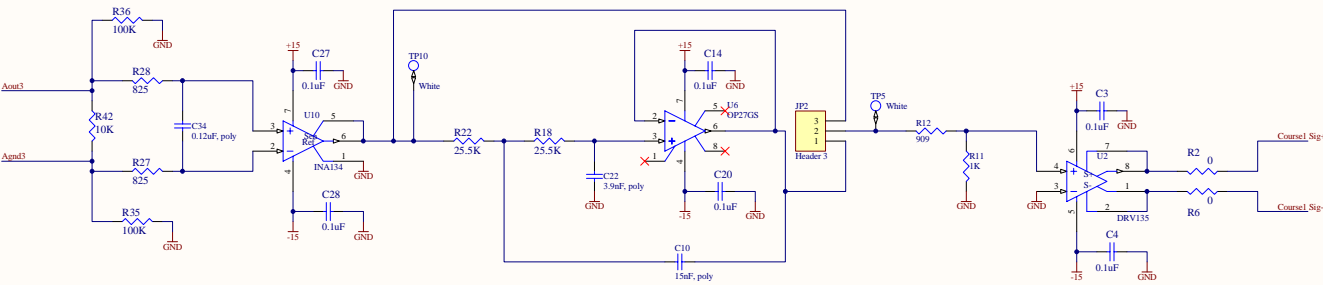 R36
100K
GND
Aout3
R28
825
R42
10K
C34
0.12uF, poly
Agnd3
R27
825
R35
100K
GND
+15
C27
0.1uF
GND
7
U10
3
+
5
Sen
Ref
6
2
-
1
INA134
GND
4
C28
0.1uF
GND
-15
TP10
White
R22
25.5K
R18
25.5K
C22
3.9nF, poly
GND
+15
C14
0.1uF
GND
7
5
U6
OP27GS
2
-
6
3
+
8
1
4
C20
0.1uF
GND
-15
C10
15nF, poly
JP2
3
2
1
Header 3
TP5
White
R12
909
R11
1K
GND
+15
C3
0.1uF
GND
6
U2
7
4
+
S+
8
3
-
S-
1
GND
2
DRV135
5
C4
0.1uF
GND
-15
R2
0
Course1 Sig-
R6
0
Course1 Sig-